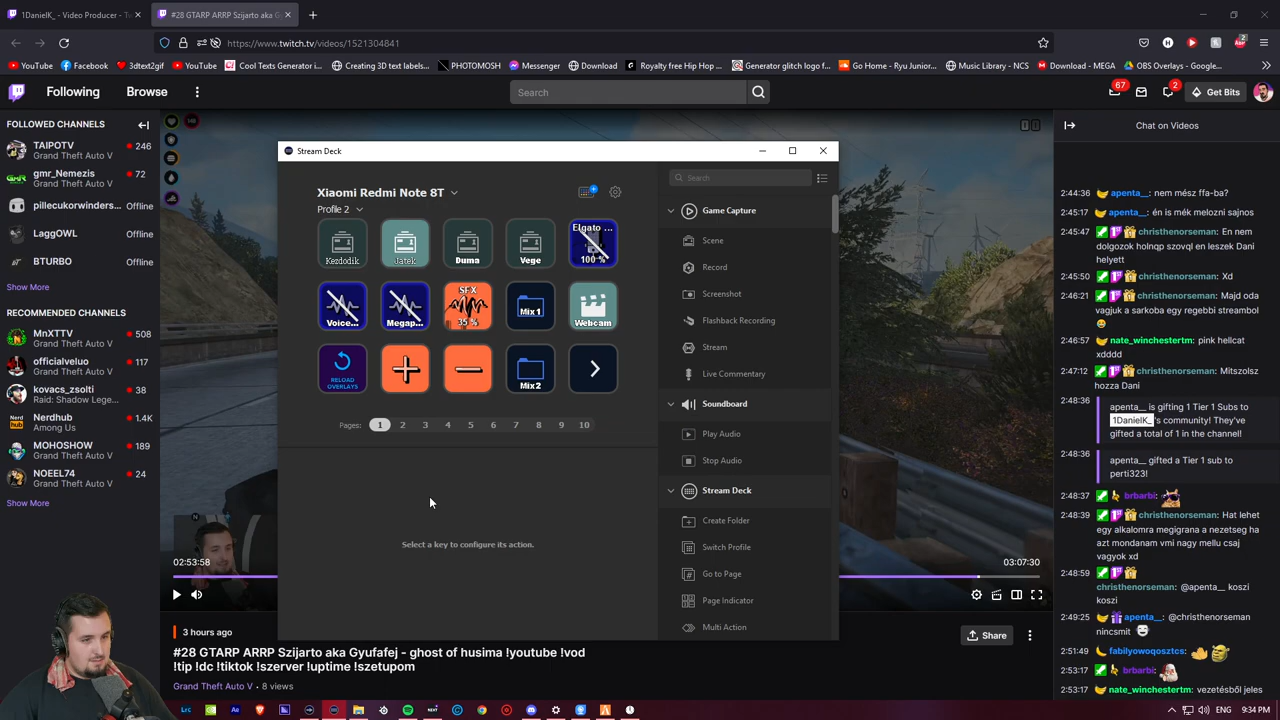 1DanielK_ - Video Producer - Tw
#28 GTARP ARRP Szijarto aka G
https://www.twitch.tv/videos/1521304841
YouTube
Facebook
3dtext2gif
YouTube
Cool Texts Generator i...
Creating 3D text labels...
PHOTOMOSH
Messenger
Download
Royalty free Hip Hop ...
Generator glitch logo f...
Go Home - Ryu Junior...
Music Library - NCS
Download - MEGA
OBS Overlays - Google...
Following
Browse
Search
67
2
Get Bits
FOLLOWED CHANNELS
TAIPOTV
246
Grand Theft Auto V
gmr_Nemezis
72
Grand Theft Auto V
pillecukorwinders...
LaggOWL
BTURBO
Show More
RECOMMENDED CHANNELS
MnXTTV
508
Grand Theft Auto V
officialveluo
117
Grand Theft Auto V
kovacs_zsolti
38
Raid: Shadow Lege...
Nerdhub
1.4K
Among Us
MOHOSHOW
136
Grand Theft Auto V
NOEEL74
24
Grand Theft Auto V
Show More
Stream Deck
Xiaomi Redmi Note 8T
Profile 2
Kezdodik
Jatek
Duma
Vege
Elgato ...
100 %
Voice...
Megap...
SFX
35 %
Mix 1
Webcam
RELOAD
OVERLAYS
Mix2
Pages:
1
2
3
4
5
6
7
8
9
10
Select a key to configure its action.
Search
Game Capture
Scene
Record
Screenshot
Flashback Recording
Stream
Live Commentary
Soundboard
Play Audio
Stop Audio
Stream Deck
Create Folder
Switch Profile
Go to Page
Page Indicator
Multi Action
02:53:58
03:07:30
3 hours ago
Share
#28 GTARP ARRP Szijarto aka Gyufafej - ghost of husima !youtube !vod
!tip !dc !tiktok !szerver !uptime !szetupom
Grand Theft Auto V • 8 views
Chat on Videos
2:44:36 apenta__: nem mész ffa-ba?
2:45:17 apenta__: én is mék melozni sajnos
2:45:47 christhenorseman: En nem
dolgozok holnqp szovql en leszek Dani
helyett
2:45:50 christhenorseman: Xd
2:46:21 christhenorseman: Majd oda
vagjuk a sarkoba egy regebbi streambol
2:46:57 nate_winchestertm: pink hellcat
xdddd
2:47:12 christhenorseman: Mitszolsz
hozza Dani
2:48:36 apenta__ is gifting 1 Tier 1 Subs to
1DanielK_'s community! They've
gifted a total of 1 in the channel!
2:48:36 apenta__ gifted a Tier 1 sub to
perti323!
2:48:37 brbarbi:
2:48:39 christhenorseman: Hat lehet
egy alkalomra megigrana a nezetseg ha
azt mondanam vmi nagy mellu csaj
vagyok xd
2:48:59
christhenorseman: @apenta__ koszi
koszi
2:49:25 apenta__: @christhenorseman
nincsmit
2:51:49 fabilyowoqosztcs:
2:53:17 brbarbi:
2:53:17 nate_winchestertm: vezetésből jeles
Lrc
Ae
ENG
9:34 PM